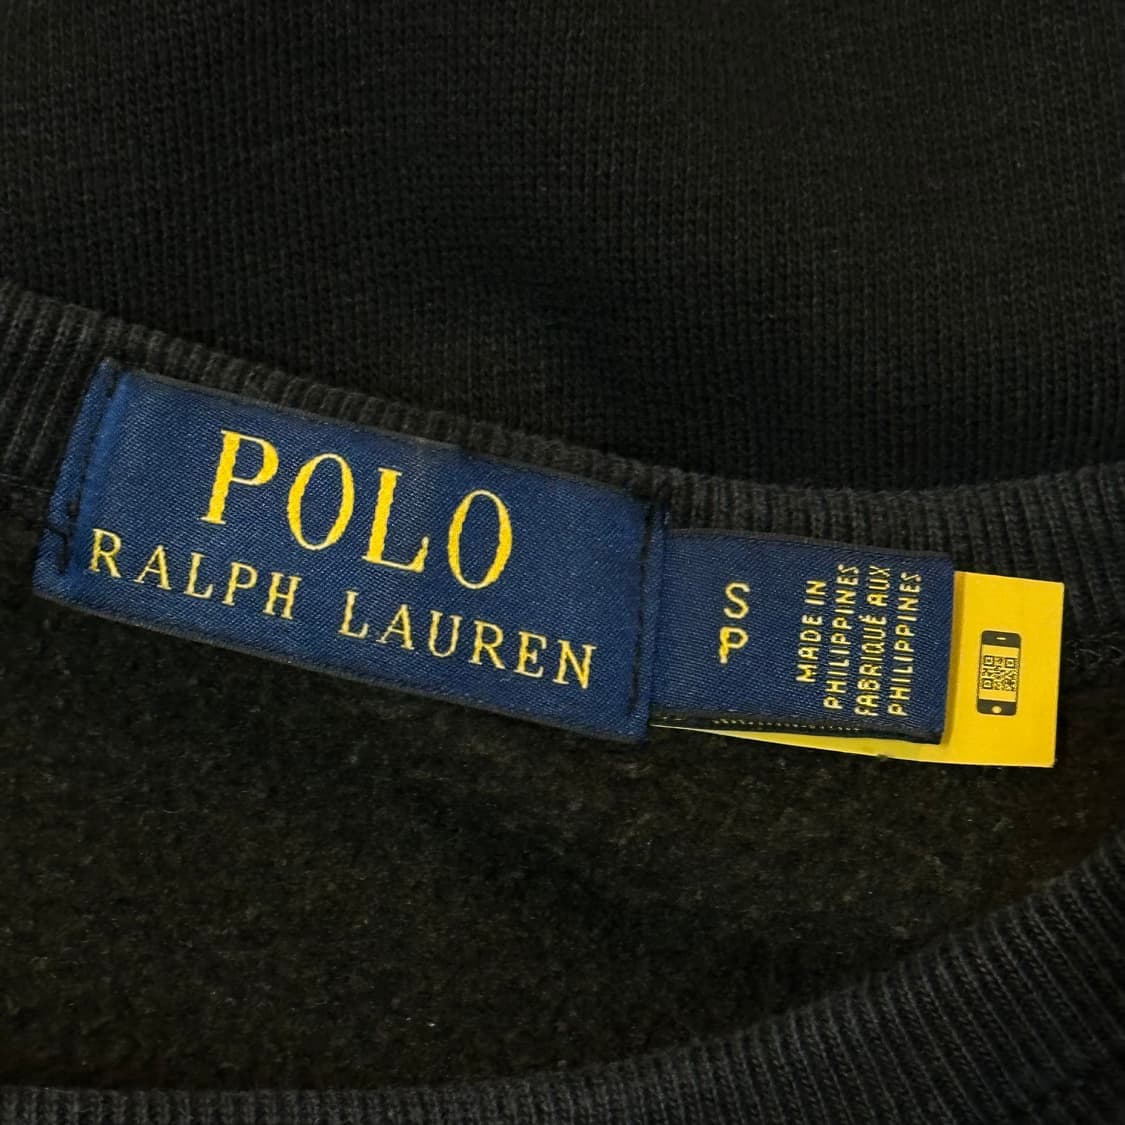 POLO
RALPH LAUREN
S
P
MADE IN
PHILIPPINES
FABRIQUÉ AUX
PHILIPPINES